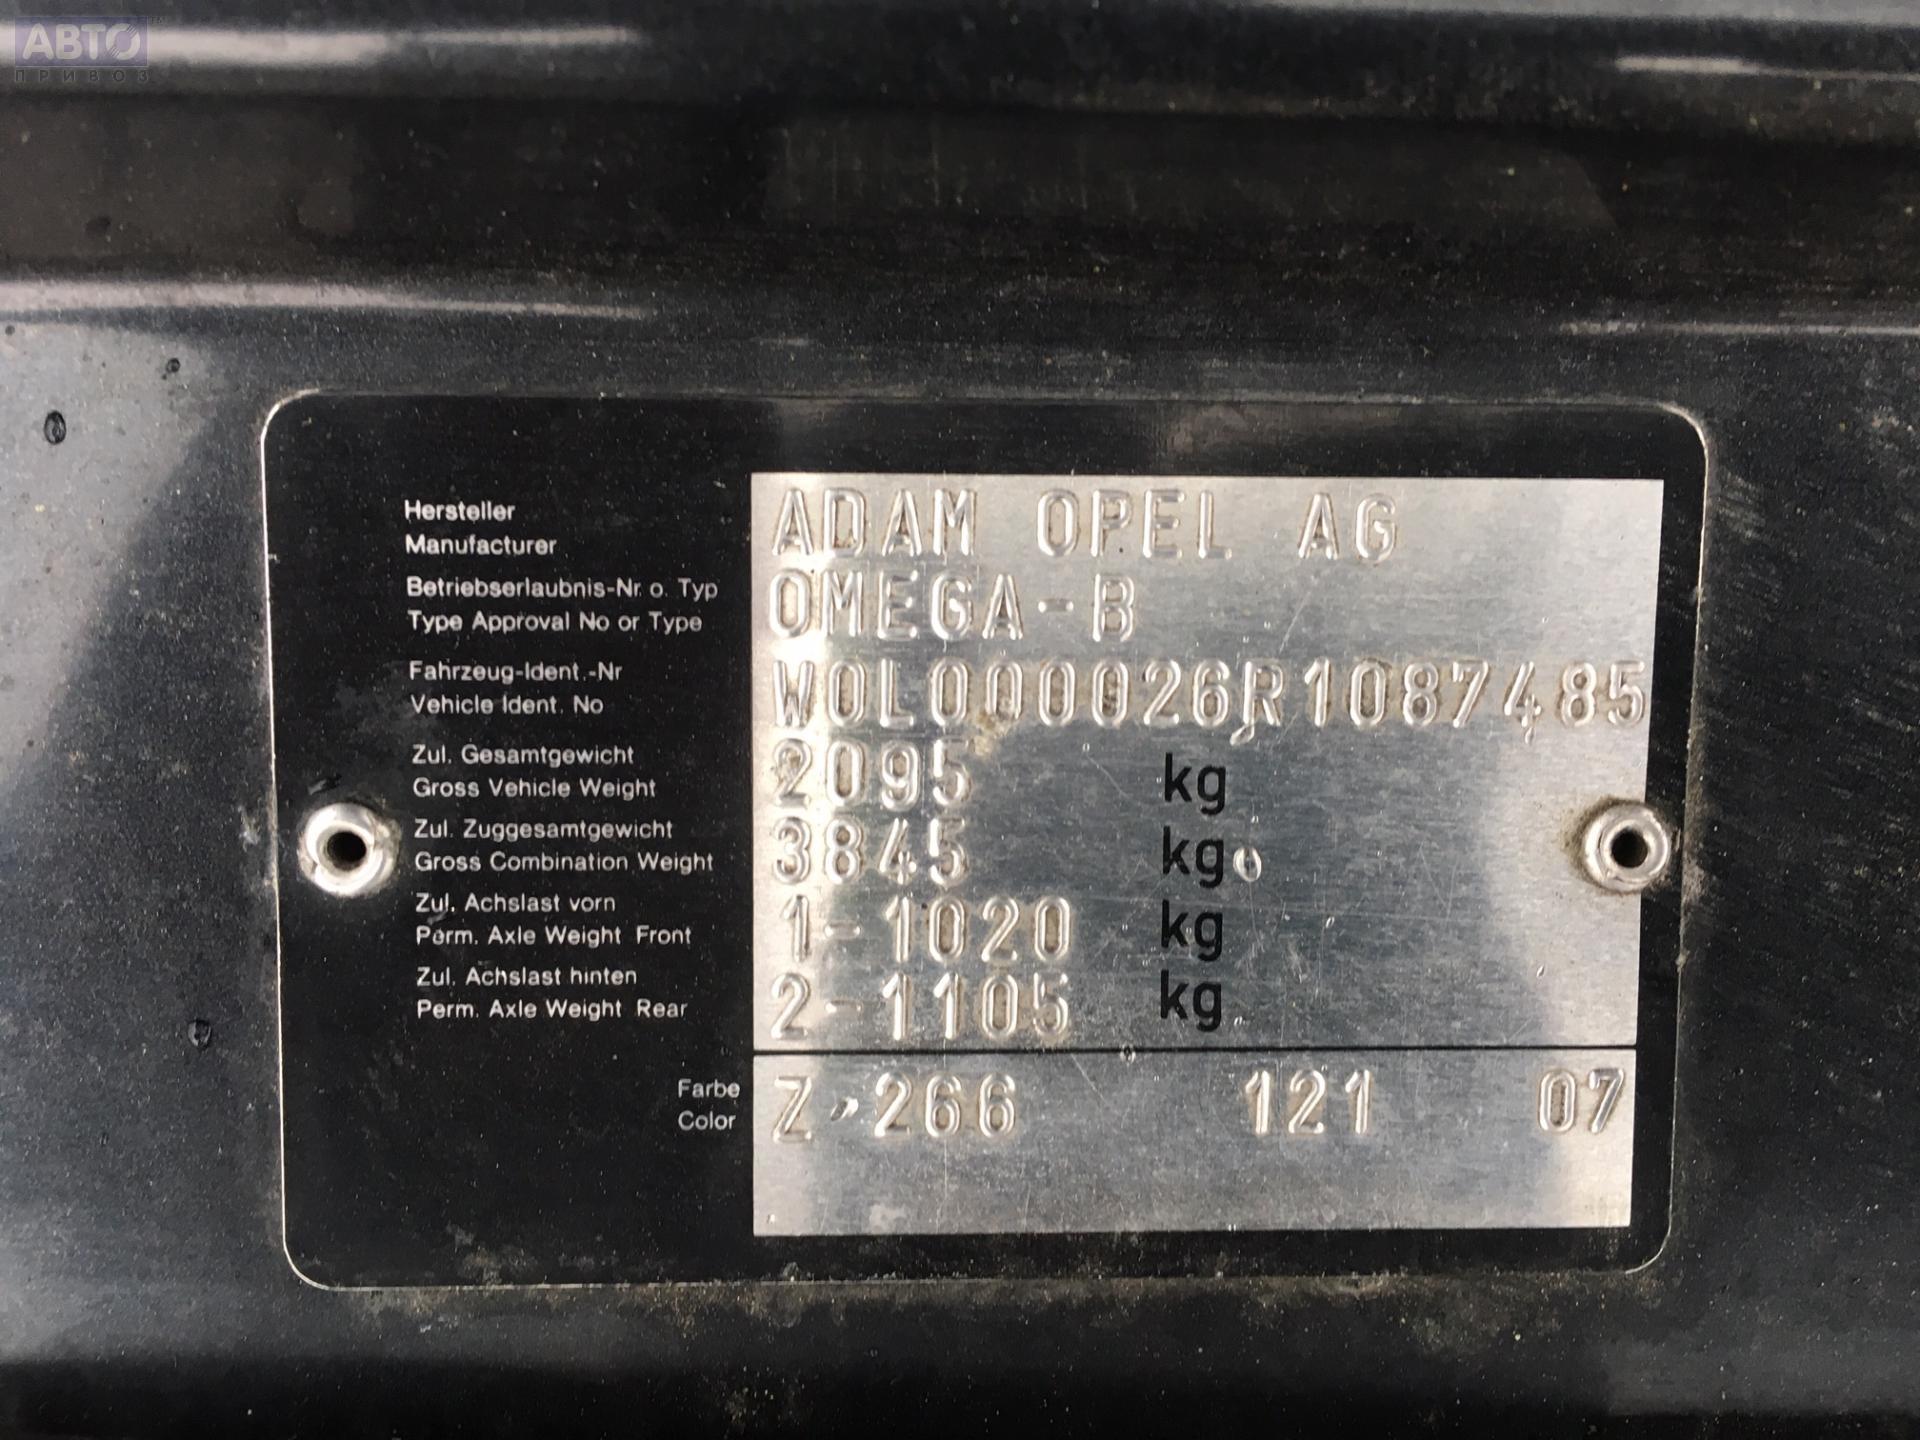 АВТО
ПРИВОЗ
Hersteller
Manufacturer
ADAM OPEL AG
Betriebserlaubnis-Nr. o. Typ
Type Approval No or Type
OMEGA-B
Fahrzeug-Ident.-Nr
Vehicle Ident. No
W0L000026R1087485
Zul. Gesamtgewicht
Gross Vehicle Weight
2095 kg
Zul. Zuggesamtgewicht
Gross Combination Weight
3845 kg
Zul. Achslast vorn
Perm. Axle Weight Front
1-1020 kg
Zul. Achslast hinten
Perm. Axle Weight Rear
2-1105 kg
Farbe
Color
Z-266 121 07